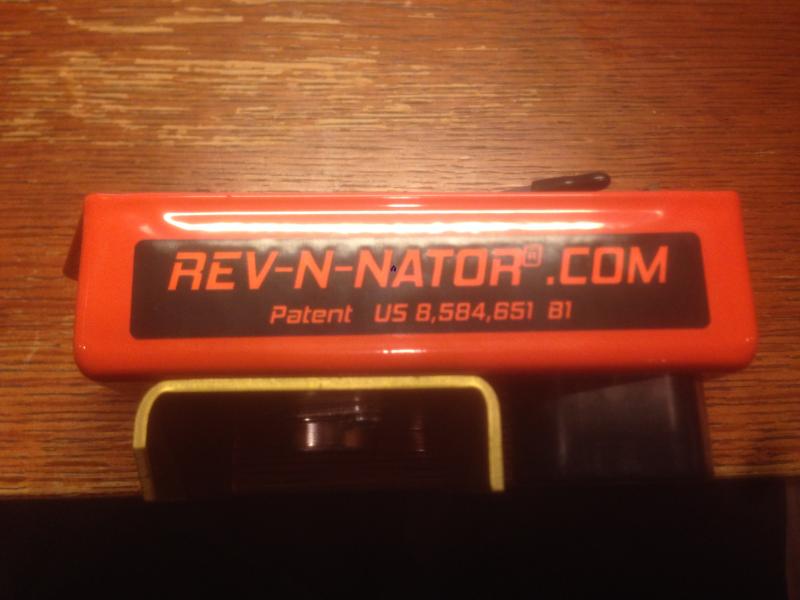 REV-N-NATOR®.COM
Patent US 8,584,651 B1